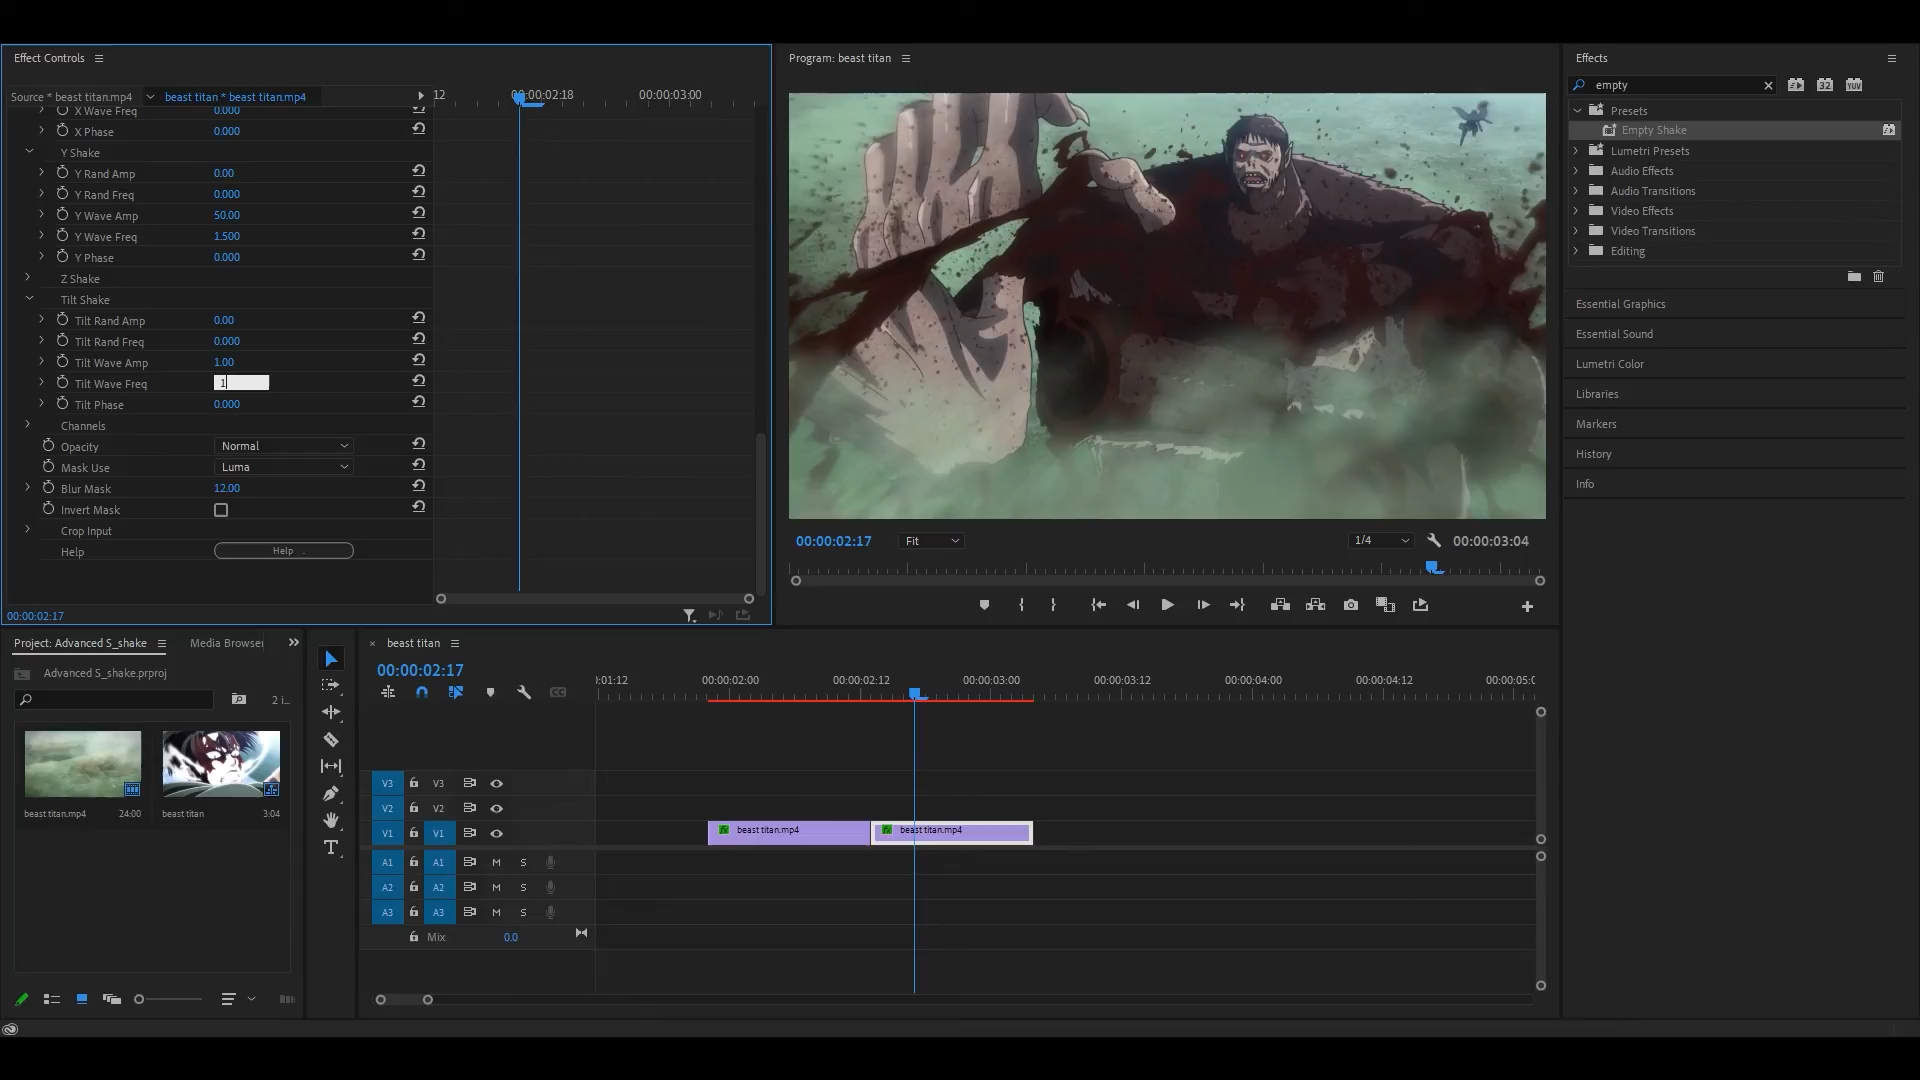 Effect Controls
Source * beast titan.mp4
beast titan * beast titan.mp4
12
00:00:02:18
00:00:03:00
X Wave Freq 0.000
X Phase 0.000
Y Shake
Y Rand Amp 0.00
Y Rand Freq 0.000
Y Wave Amp 50.00
Y Wave Freq 1.500
Y Phase 0.000
Z Shake
Tilt Shake
Tilt Rand Amp 0.00
Tilt Rand Freq 0.000
Tilt Wave Amp 1.00
Tilt Wave Freq 1
Tilt Phase 0.000
Channels
Opacity Normal
Mask Use Luma
Blur Mask 12.00
Invert Mask
Crop Input
Help Help
00:00:02:17
Program: beast titan
00:00:02:17
Fit
1/4
00:00:03:04
Effects
empty
32
YUV
Presets
Empty Shake
Lumetri Presets
Audio Effects
Audio Transitions
Video Effects
Video Transitions
Editing
Essential Graphics
Essential Sound
Lumetri Color
Libraries
Markers
History
Info
Project: Advanced S_shake
Media Browser
Advanced S_shake.prproj
2 i...
beast titan.mp4 24:00
beast titan 3:04
beast titan
00:00:02:17
CC
):01:12
00:00:02:00
00:00:02:12
00:00:03:00
00:00:03:12
00:00:04:00
00:00:04:12
00:00:05:0
V3 V3
V2 V2
V1 V1
fx beast titan.mp4
fx beast titan.mp4
A1 A1 M S
A2 A2 M S
A3 A3 M S
Mix 0.0